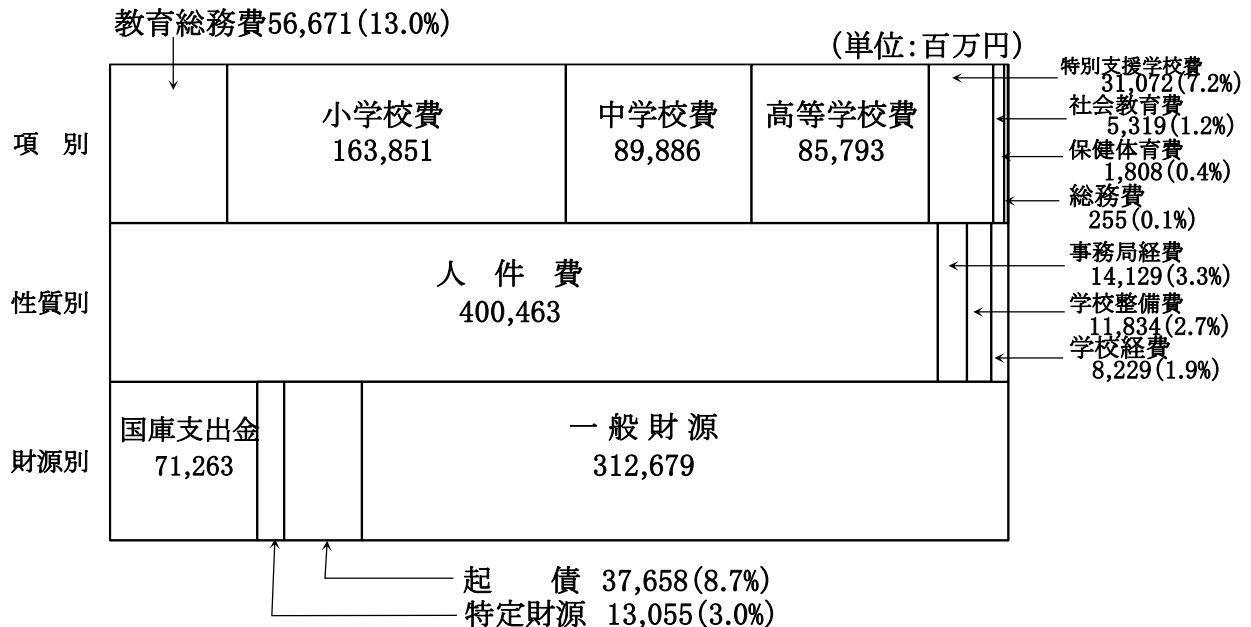 教育総務費56,671(13.0%)
(単位:百万円)
項　別
小学校費
163,851
中学校費
89,886
高等学校費
85,793
特別支援学校費
31,072(7.2%)
社会教育費
5,319(1.2%)
保健体育費
1,808(0.4%)
総務費
255(0.1%)
性質別
人　件　費
400,463
事務局経費
14,129(3.3%)
学校整備費
11,834(2.7%)
学校経費
8,229(1.9%)
財源別
国庫支出金
71,263
一 般 財 源
312,679
起　　債 37,658(8.7%)
特定財源 13,055(3.0%)